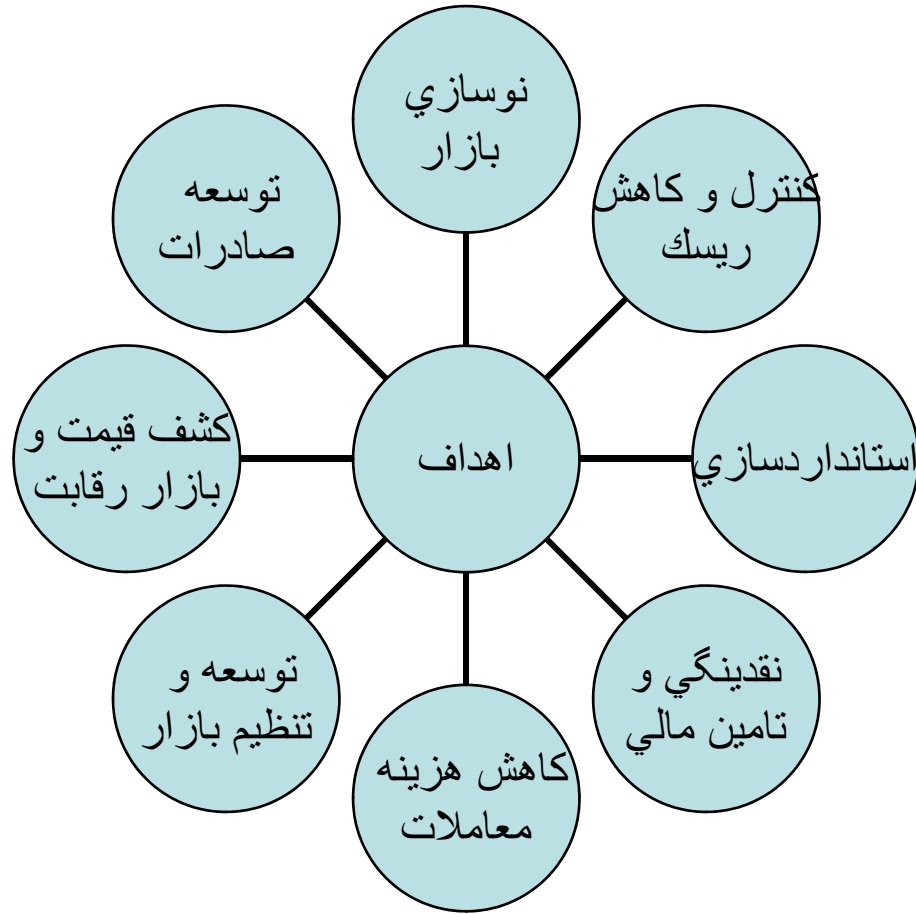 نوسازي
بازار
كنترل و كاهش
ريسك
استانداردسازي
نقدينگي و
تامين مالي
كاهش هزينه
معاملات
توسعه و
تنظيم بازار
كشف قيمت و
بازار رقابت
توسعه
صادرات
اهداف